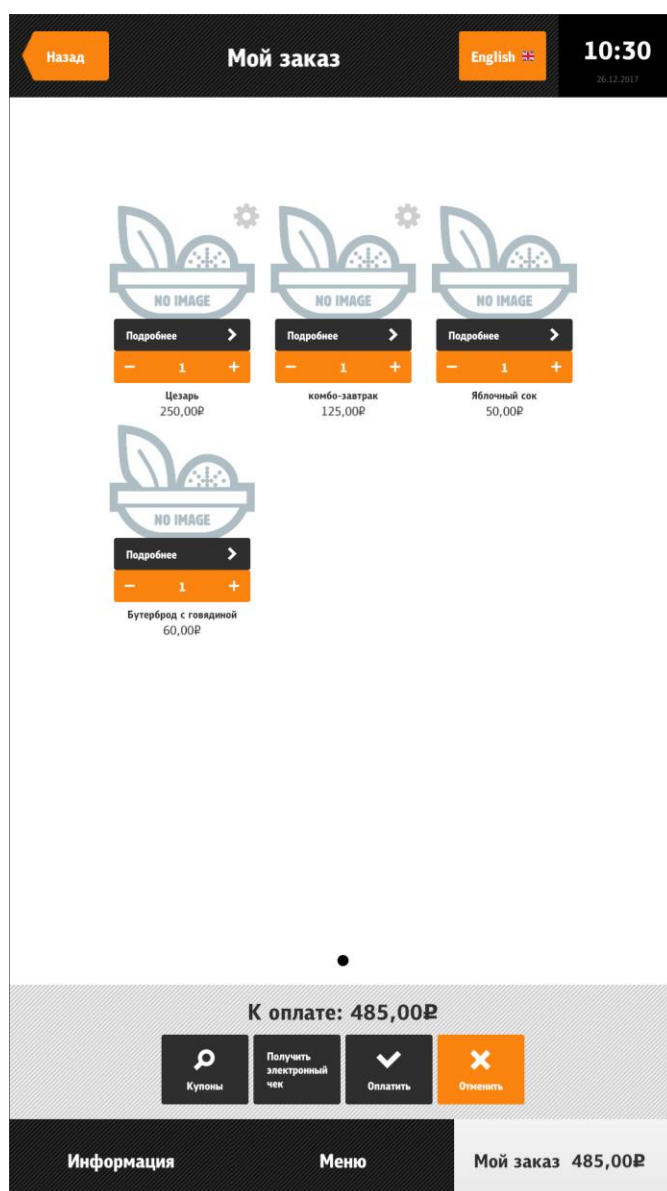 Назад
Мой заказ
English
10:30
26.12.2017
NO IMAGE
NO IMAGE
NO IMAGE
Подробнее
Подробнее
Подробнее
− 1 +
− 1 +
− 1 +
Цезарь
комбо-завтрак
Яблочный сок
250,00₽
125,00₽
50,00₽
NO IMAGE
Подробнее
− 1 +
Бутерброд с говядиной
60,00₽
К оплате: 485,00₽
Купоны
Получить
электронный
чек
Оплатить
Отменить
Информация
Меню
Мой заказ 485,00₽